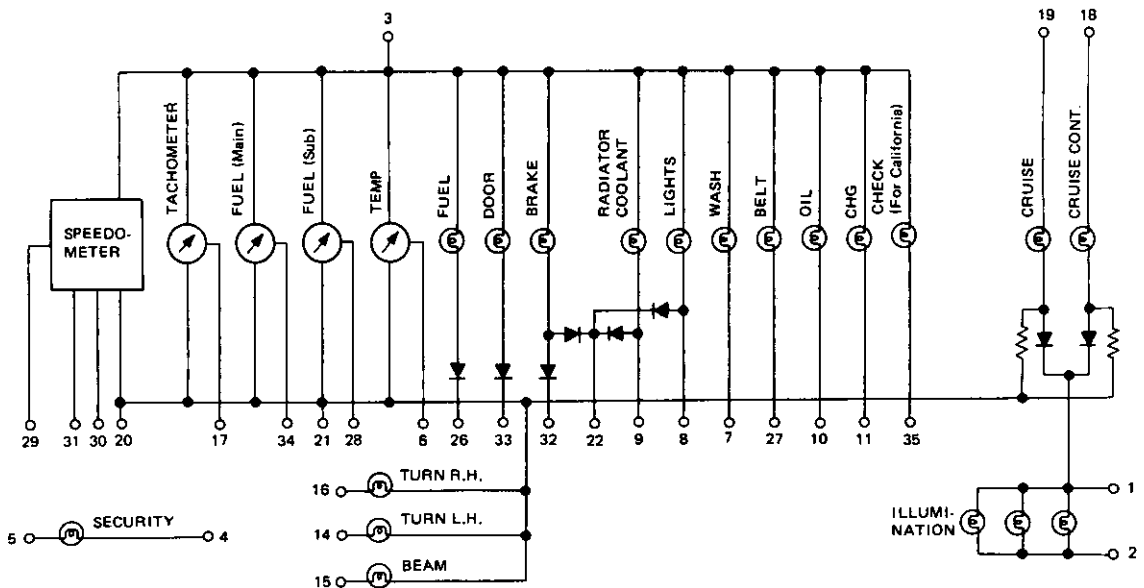 3
19
18
TACHOMETER
FUEL (Main)
FUEL (Sub)
TEMP
FUEL
DOOR
BRAKE
RADIATOR
COOLANT
LIGHTS
WASH
BELT
OIL
CHG
CHECK
(For California)
CRUISE
CRUISE CONT.
SPEEDO-
METER
29
31
30
20
17
34
21
28
6
26
33
32
22
9
8
7
27
10
11
35
16
TURN R.H.
5
SECURITY
4
14
TURN L.H.
15
BEAM
ILLUMI-
NATION
1
2